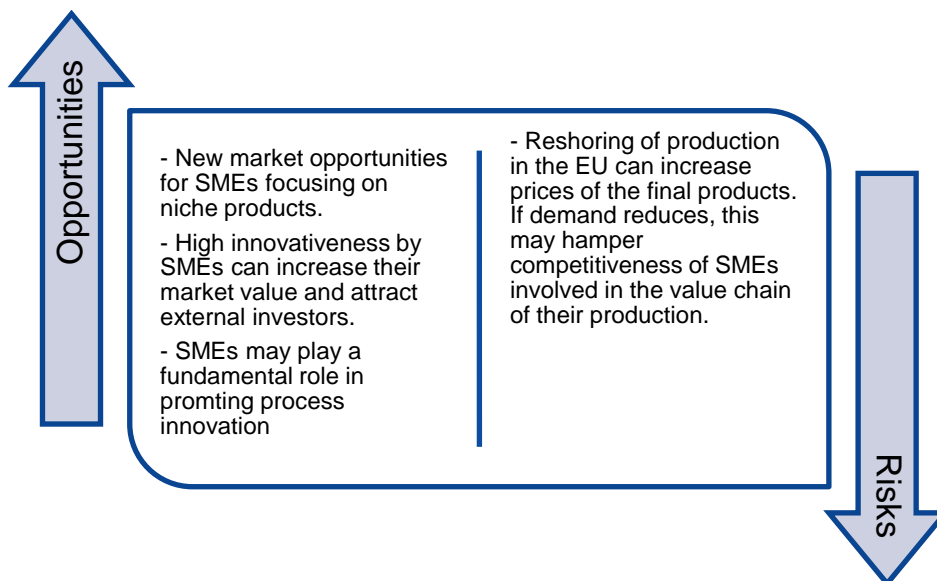 Opportunities
- New market opportunities
for SMEs focusing on
niche products.
- High innovativeness by
SMEs can increase their
market value and attract
external investors.
- SMEs may play a
fundamental role in
promting process
innovation
- Reshoring of production
in the EU can increase
prices of the final products.
If demand reduces, this
may hamper
competitiveness of SMEs
involved in the value chain
of their production.
Risks